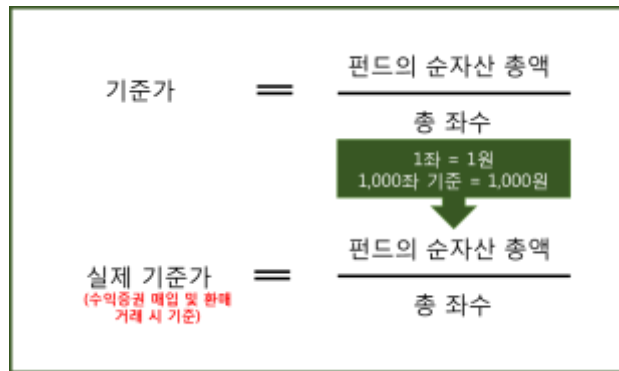 펀드의 순자산 총액
기준가 =
총 좌수
1좌 = 1원
1,000좌 기준 = 1,000원
펀드의 순자산 총액
실제 기준가 =
(수익증권 매입 및 환매
거래 시 기준)
총 좌수